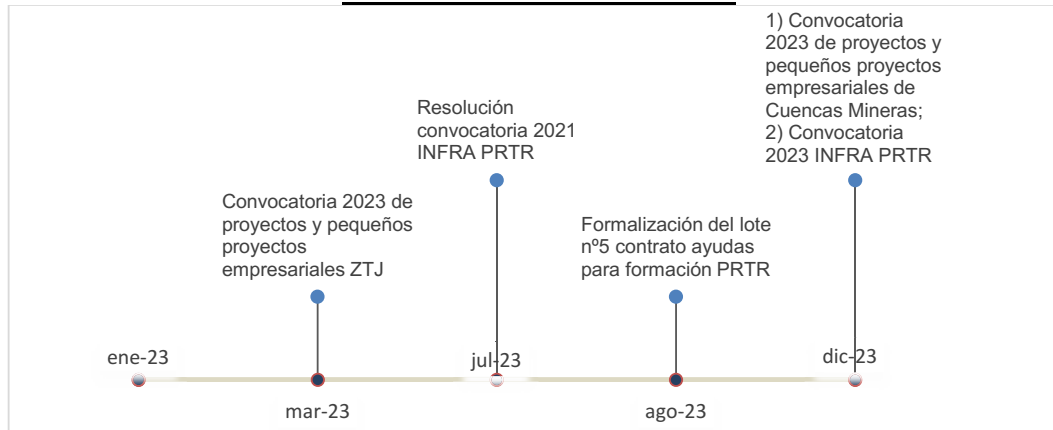 1) Convocatoria
2023 de proyectos y
pequeños proyectos
empresariales de
Cuencas Mineras;
2) Convocatoria
2023 INFRA PRTR
Resolución
convocatoria 2021
INFRA PRTR
Convocatoria 2023 de
proyectos y pequeños
proyectos
empresariales ZTJ
Formalización del lote
nº5 contrato ayudas
para formación PRTR
ene-23
mar-23
jul-23
ago-23
dic-23